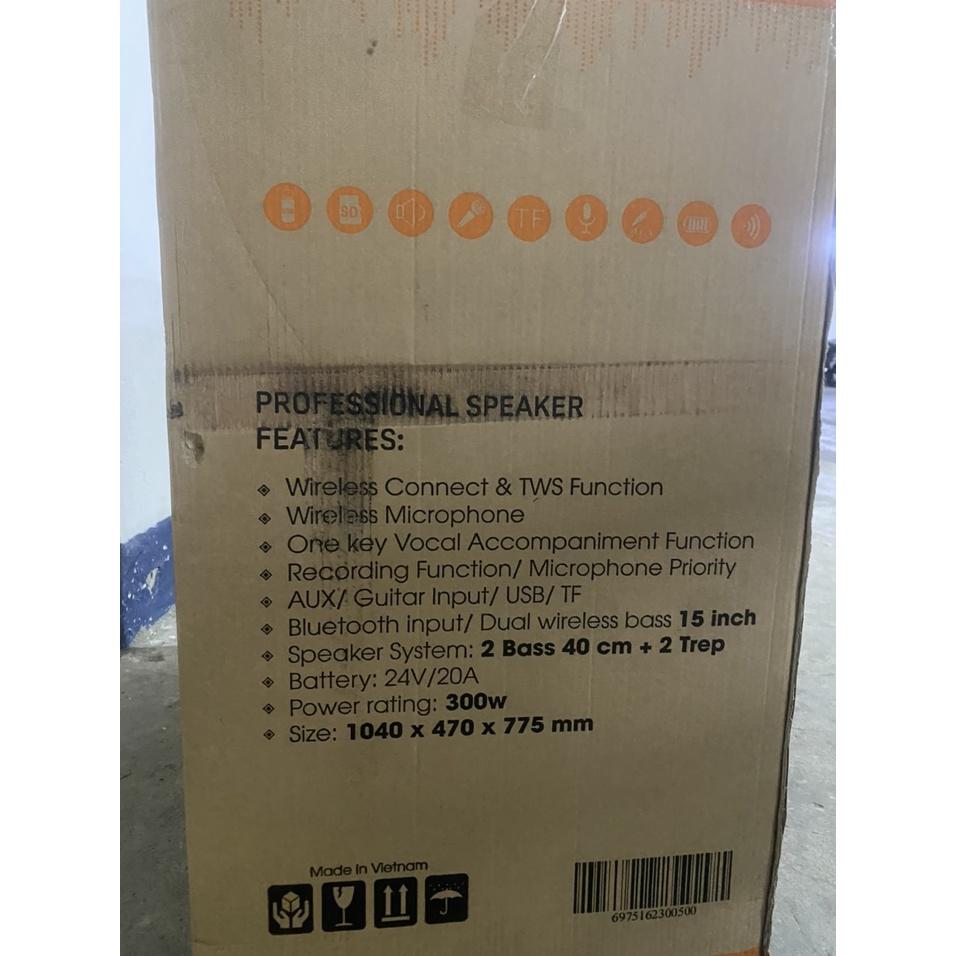 SD
TF
PROFESSIONAL SPEAKER
FEATURES:
Wireless Connect & TWS Function
Wireless Microphone
One key Vocal Accompaniment Function
Recording Function/ Microphone Priority
AUX/ Guitar Input/ USB/ TF
Bluetooth input/ Dual wireless bass 15 inch
Speaker System: 2 Bass 40 cm + 2 Trep
Battery: 24V/20A
Power rating: 300w
Size: 1040 x 470 x 775 mm
Made in Vietnam
6975162300500